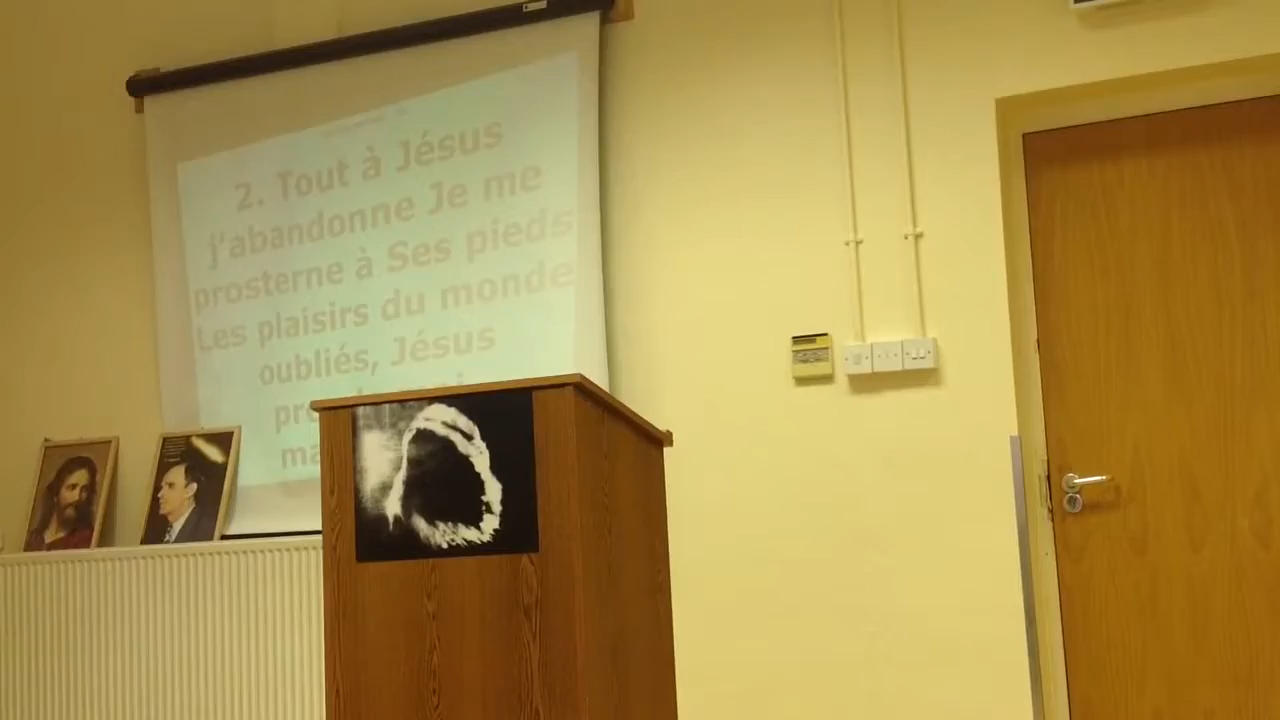 2. Tout à Jésus
j'abandonne Je me
prosterne à Ses pieds
Les plaisirs du monde
oubliés, Jésus